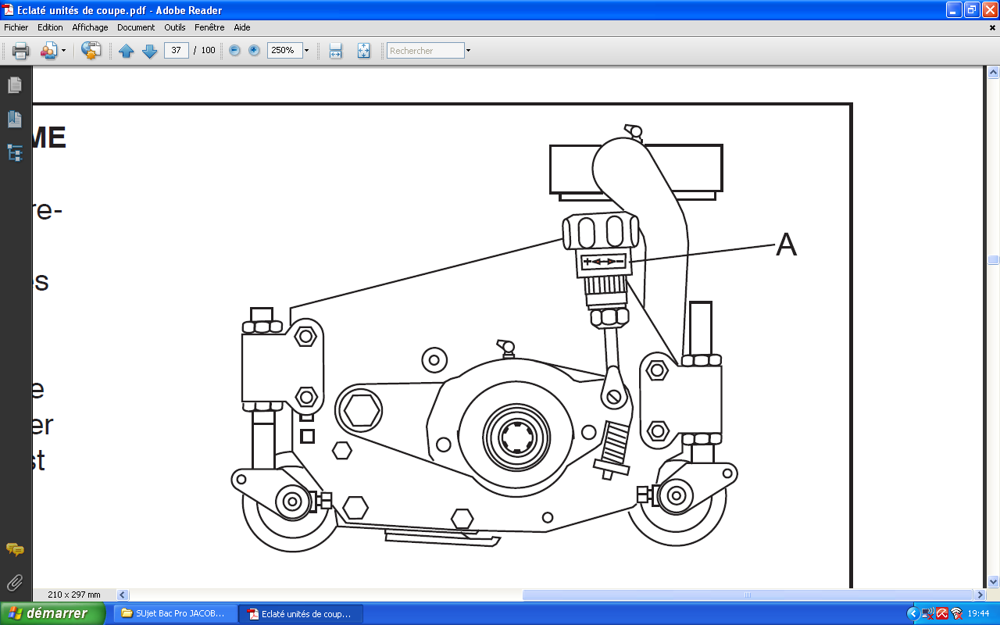 Eclaté unités de coupe.pdf - Adobe Reader
Fichier Edition Affichage Document Outils Fenêtre Aide
37 / 100 250% Rechercher
ME
re-
A
+ -
es
e
er
st
210 x 297 mm
démarrer SUjet Bac Pro JACOB... Eclaté unités de coup... 19:44